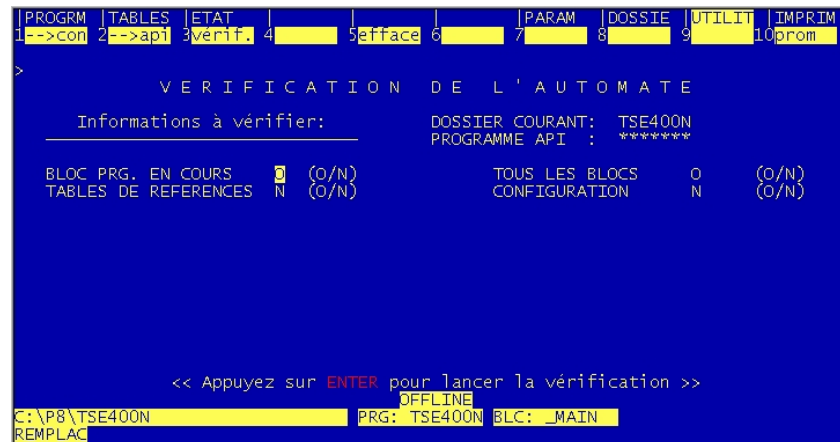 |PROGRM |TABLES |ETAT | | |PARAM |DOSSIE |UTILIT |IMPRIM
1-->con 2-->api 3vérif. 4 5efface 6 7 8 9 10prom
>
V E R I F I C A T I O N D E L ' A U T O M A T E
Informations à vérifier: DOSSIER COURANT: TSE400N
PROGRAMME API : *******
BLOC PRG. EN COURS O (O/N) TOUS LES BLOCS O (O/N)
TABLES DE REFERENCES N (O/N) CONFIGURATION N (O/N)
<< Appuyez sur ENTER pour lancer la vérification >>
OFFLINE
C:\P8\TSE400N PRG: TSE400N BLC: _MAIN
REMPLAC